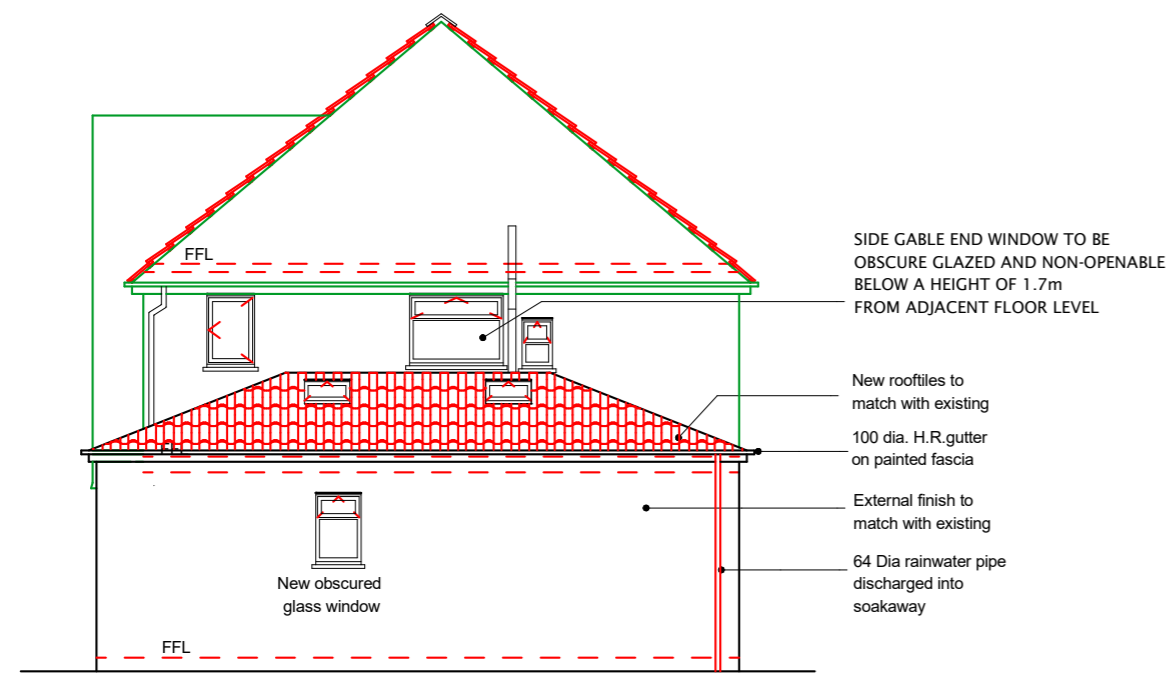 FFL
SIDE GABLE END WINDOW TO BE
OBSCURE GLAZED AND NON-OPENABLE
BELOW A HEIGHT OF 1.7m
FROM ADJACENT FLOOR LEVEL
New rooftiles to
match with existing
100 dia. H.R.gutter
on painted fascia
FFL
External finish to
match with existing
64 Dia rainwater pipe
discharged into
soakaway
New obscured
glass window
FFL